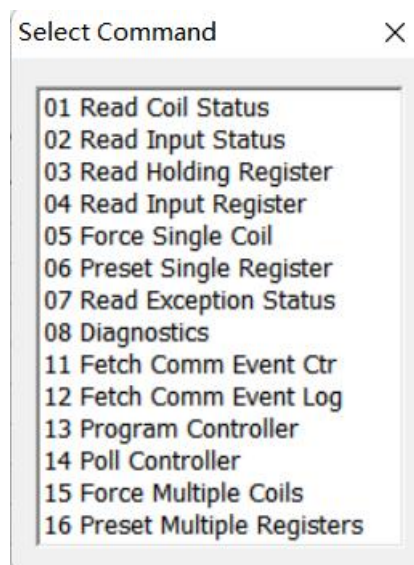 Select Command
01 Read Coil Status
02 Read Input Status
03 Read Holding Register
04 Read Input Register
05 Force Single Coil
06 Preset Single Register
07 Read Exception Status
08 Diagnostics
11 Fetch Comm Event Ctr
12 Fetch Comm Event Log
13 Program Controller
14 Poll Controller
15 Force Multiple Coils
16 Preset Multiple Registers